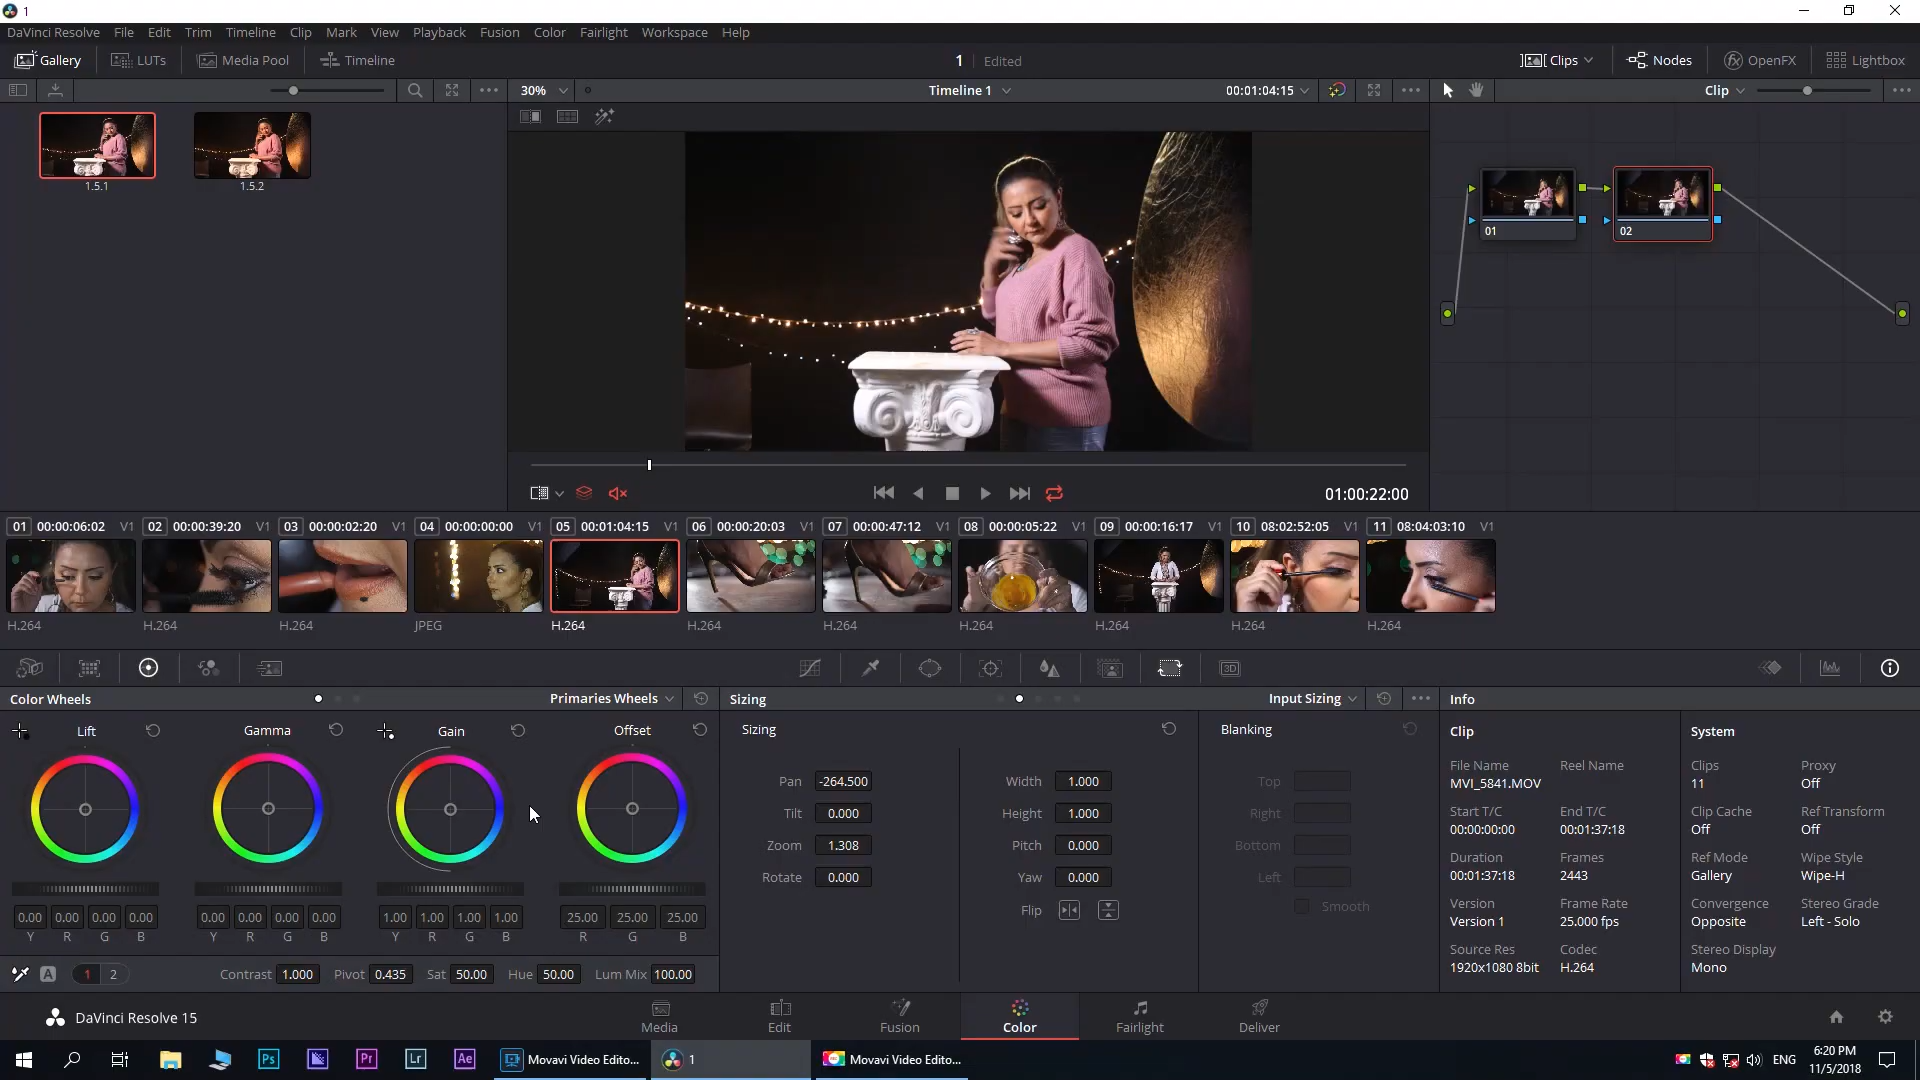 1
DaVinci Resolve File Edit Trim Timeline Clip Mark View Playback Fusion Color Fairlight Workspace Help
Gallery LUTs Media Pool Timeline 1 Edited Clips Nodes OpenFX Lightbox
30% Timeline 1 00:01:04:15 Clip
1.5.1 1.5.2
01 02
01:00:22:00
01 00:00:06:02 V1 02 00:00:39:20 V1 03 00:00:02:20 V1 04 00:00:00:00 V1 05 00:01:04:15 V1 06 00:00:20:03 V1 07 00:00:47:12 V1 08 00:00:05:22 V1 09 00:00:16:17 V1 10 08:02:52:05 V1 11 08:04:03:10 V1
H.264 H.264 H.264 JPEG H.264 H.264 H.264 H.264 H.264 H.264 H.264
3D
Color Wheels Primaries Wheels Sizing Input Sizing Info
Lift Gamma Gain Offset
0.00 0.00 0.00 0.00 0.00 0.00 0.00 0.00 1.00 1.00 1.00 1.00 25.00 25.00 25.00
Y R G B Y R G B Y R G B R G B
A 1 2 Contrast 1.000 Pivot 0.435 Sat 50.00 Hue 50.00 Lum Mix 100.00
Sizing
Pan -264.500 Width 1.000
Tilt 0.000 Height 1.000
Zoom 1.308 Pitch 0.000
Rotate 0.000 Yaw 0.000
Flip
Blanking
Top
Right
Bottom
Left
Smooth
Clip
File Name Reel Name
MVI_5841.MOV
Start T/C End T/C
00:00:00:00 00:01:37:18
Duration Frames
00:01:37:18 2443
Version Frame Rate
Version 1 25.000 fps
Source Res Codec
1920x1080 8bit H.264
System
Clips Proxy
11 Off
Clip Cache Ref Transform
Off Off
Ref Mode Wipe Style
Gallery Wipe-H
Convergence Stereo Grade
Opposite Left - Solo
Stereo Display
Mono
DaVinci Resolve 15 Media Edit Fusion Color Fairlight Deliver
Ps Pr Lr Ae Movavi Video Edito... 1 Movavi Video Edito... ENG 6:20 PM
11/5/2018